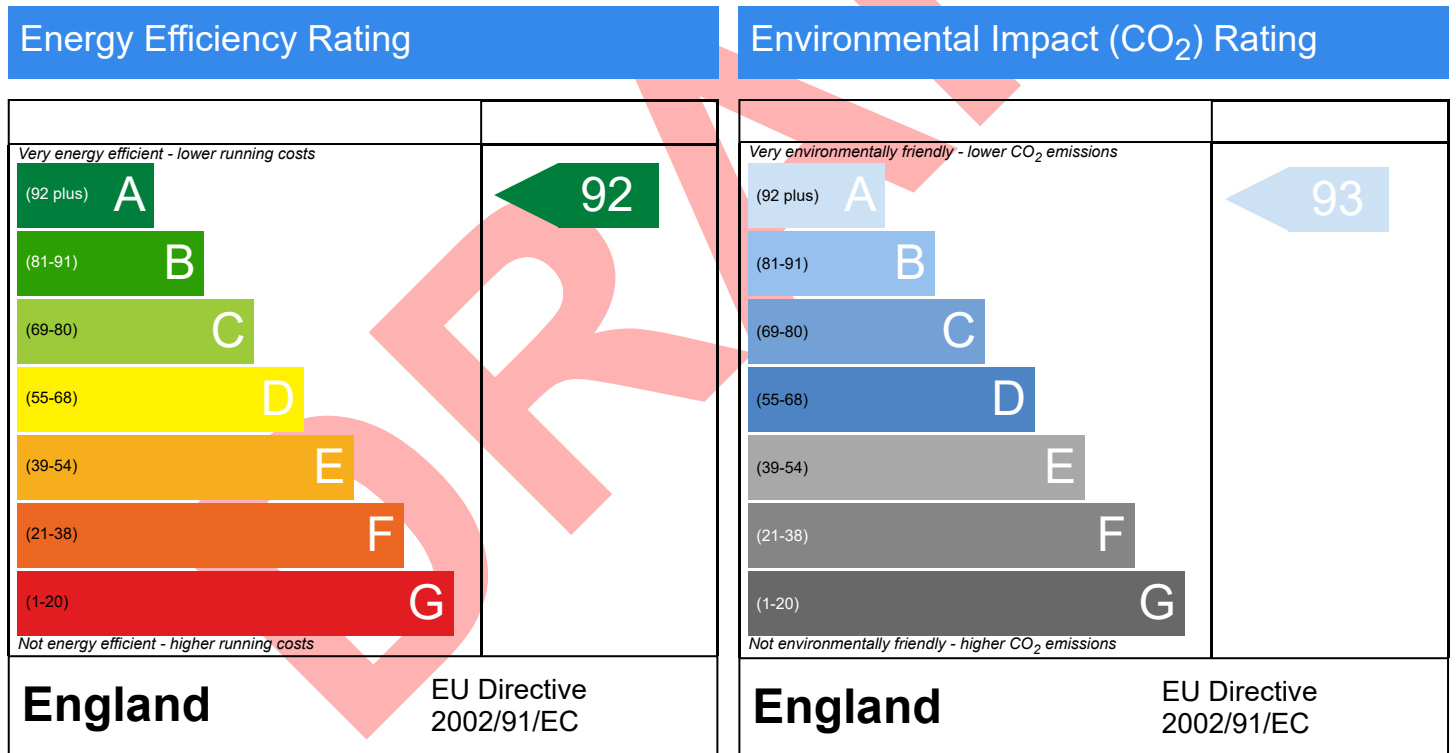 Energy Efficiency Rating
Very energy efficient - lower running costs
(92 plus) A
92
(81-91) B
(69-80) C
(55-68) D
(39-54) E
(21-38) F
(1-20) G
Not energy efficient - higher running costs
England
EU Directive
2002/91/EC
Environmental Impact (CO₂) Rating
Very environmentally friendly - lower CO₂ emissions
(92 plus) A
93
(81-91) B
(69-80) C
(55-68) D
(39-54) E
(21-38) F
(1-20) G
Not environmentally friendly - higher CO₂ emissions
England
EU Directive
2002/91/EC